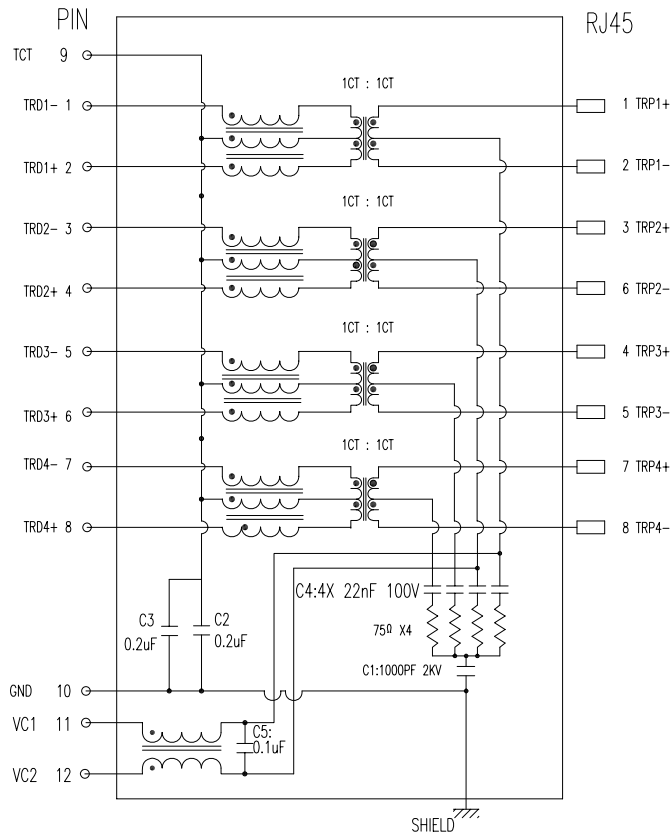 PIN
RJ45
TCT 9
1CT : 1CT
TRD1- 1
1 TRP1+
TRD1+ 2
2 TRP1-
1CT : 1CT
TRD2- 3
3 TRP2+
TRD2+ 4
6 TRP2-
1CT : 1CT
TRD3- 5
4 TRP3+
TRD3+ 6
5 TRP3-
1CT : 1CT
TRD4- 7
7 TRP4+
TRD4+ 8
8 TRP4-
C4:4X 22nF 100V
C3
0.2uF
C2
0.2uF
75Ω X4
C1:1000PF 2KV
GND 10
VC1 11
C5:
0.1uF
VC2 12
SHIELD